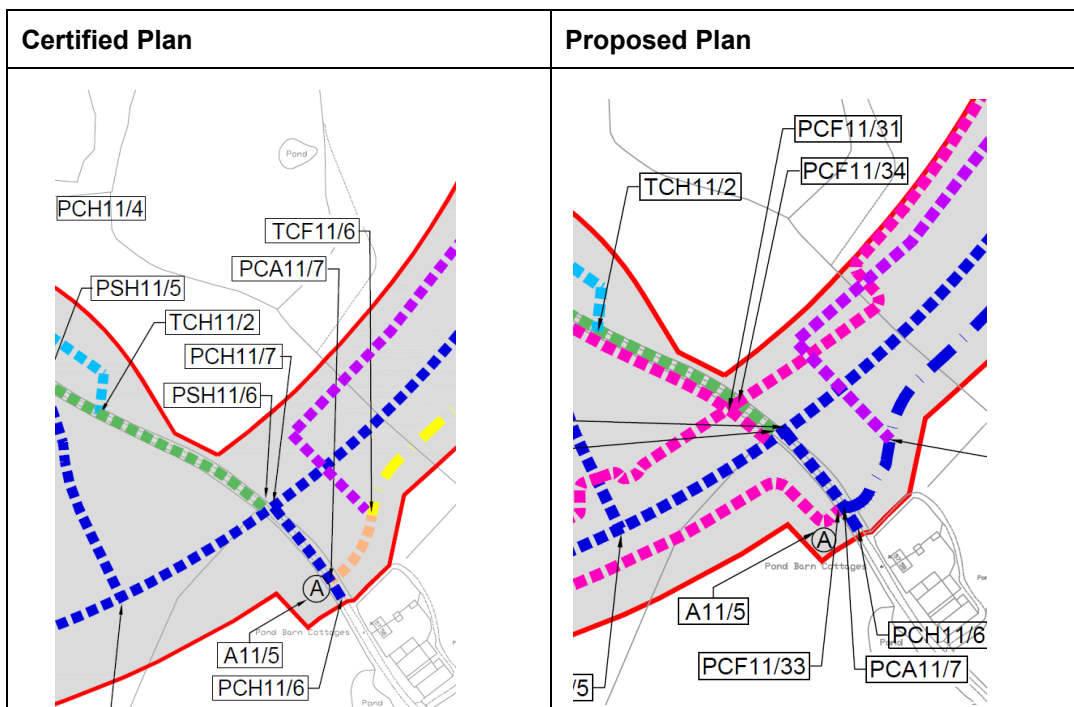 Certified Plan
Proposed Plan
Pond
PCH11/4
TCF11/6
PCA11/7
PSH11/5
TCH11/2
PCH11/7
PSH11/6
A
Pond Barn Cottages
A11/5
PCH11/6
Pond
PCF11/31
PCF11/34
TCH11/2
A
Pond Barn Cottages
A11/5
Pond
PCH11/6
PCF11/33
PCA11/7
/5